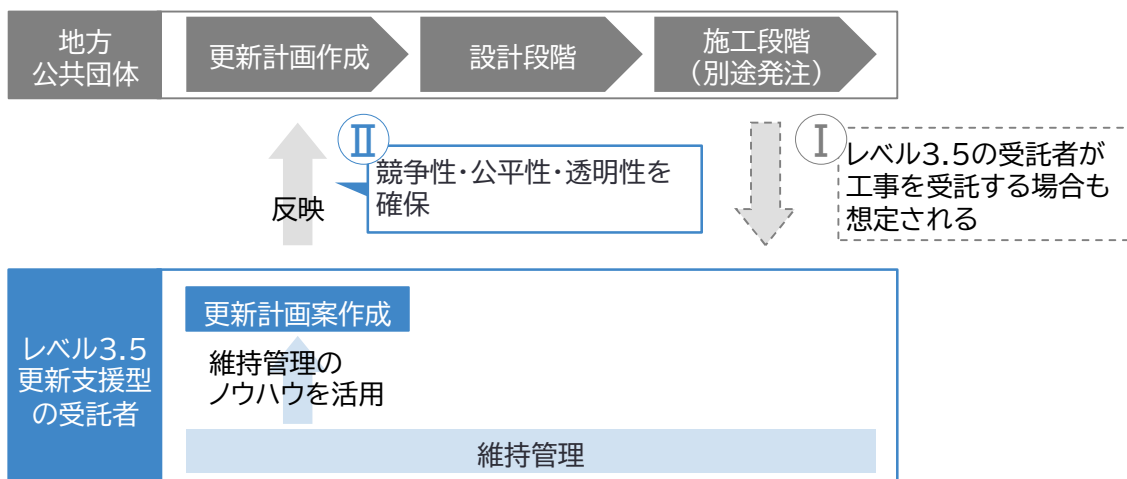 地方
公共団体
更新計画作成
設計段階
施工段階
（別途発注）
Ⅱ
競争性・公平性・透明性を
確保
反映
Ⅰ
レベル3.5の受託者が
工事を受託する場合も
想定される
レベル3.5
更新支援型
の受託者
更新計画案作成
維持管理の
ノウハウを活用
維持管理